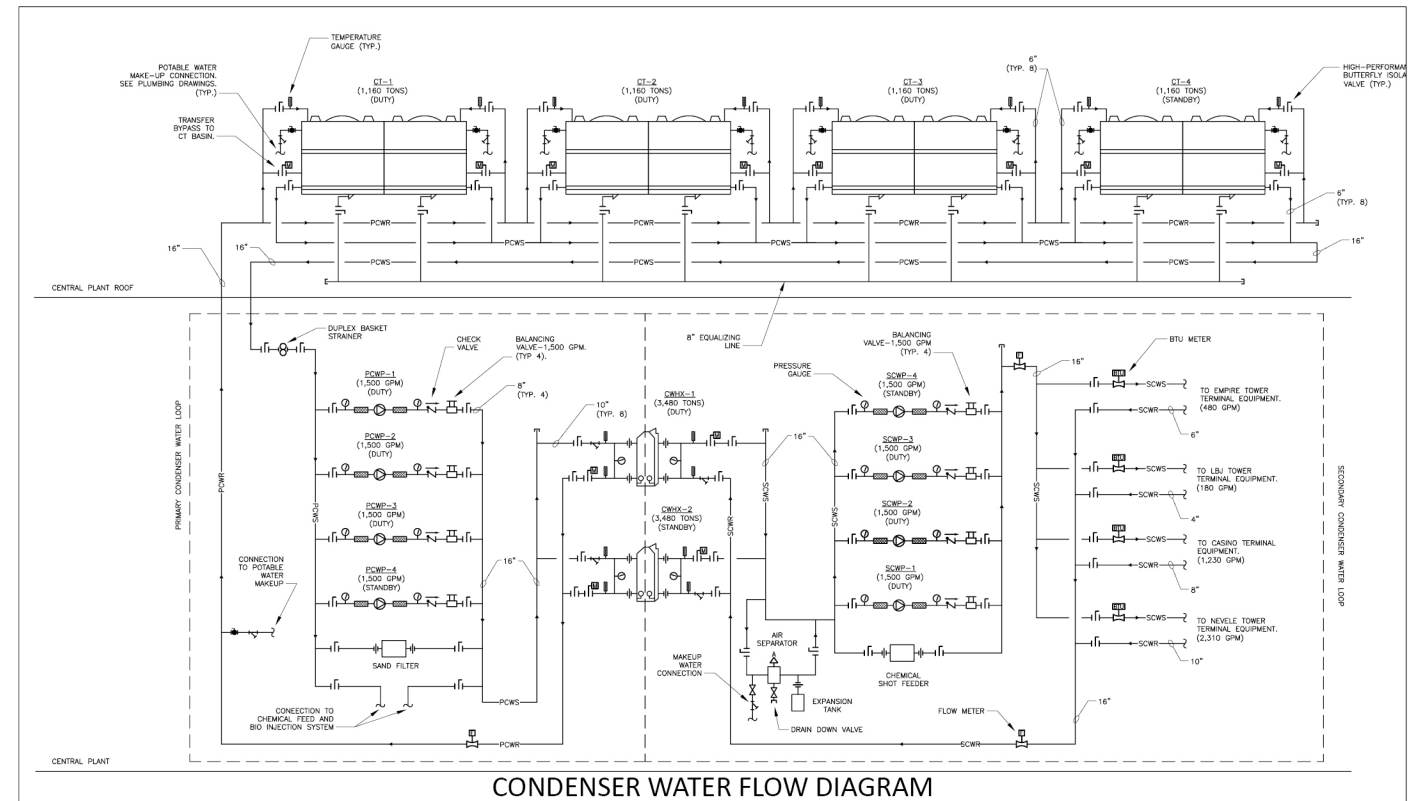 TEMPERATURE
GAUGE (TYP.)
POTABLE WATER
MAKE-UP CONNECTION.
SEE PLUMBING DRAWINGS.
(TYP.)
TRANSFER
BYPASS TO
CT BASIN.
CT-1
(1,160 TONS)
(DUTY)
CT-2
(1,160 TONS)
(DUTY)
CT-3
(1,160 TONS)
(DUTY)
6"
(TYP. 8)
CT-4
(1,160 TONS)
(STANDBY)
HIGH-PERFORMA
BUTTERFLY ISOLA
VALVE (TYP.)
M
M
M
M
M
M
M
M
6"
(TYP. 8)
PCWR
PCWR
PCWR
PCWR
PCWS
PCWS
PCWS
16"
16"
16"
PCWS
PCWS
PCWS
PCWS
CENTRAL PLANT ROOF
8" EQUALIZING
LINE
DUPLEX BASKET
STRAINER
CHECK
VALVE
BALANCING
VALVE-1,500 GPM.
(TYP 4).
PCWP-1
(1,500 GPM)
(DUTY)
8"
(TYP. 4)
PCWP-2
(1,500 GPM)
(DUTY)
PCWP-3
(1,500 GPM)
(DUTY)
PCWP-4
(1,500 GPM)
(STANDBY)
PRIMARY CONDENSER WATER LOOP
PCWR
PCWS
16"
CONNECTION
TO POTABLE
WATER
MAKEUP
SAND FILTER
CONEECTION TO
CHEMICAL FEED AND
BIO INJECTION SYSTEM
PCWS
F
PCWR
10"
(TYP. 8)
CWHX-1
(3,480 TONS)
(DUTY)
M
M
CWHX-2
(3,480 TONS)
(STANDBY)
M
M
SCWR
SCWS
16"
SCWS
PRESSURE
GAUGE
BALANCING
VALVE-1,500 GPM
(TYP. 4)
SCWP-4
(1,500 GPM)
(STANDBY)
SCWP-3
(1,500 GPM)
(DUTY)
SCWP-2
(1,500 GPM)
(DUTY)
SCWP-1
(1,500 GPM)
(DUTY)
AIR
SEPARATOR
A
MAKEUP
WATER
CONNECTION
EXPANSION
TANK
DRAIN DOWN VALVE
CHEMICAL
SHOT FEEDER
F
16"
SCWS
BTU METER
BTU
SCWS
TO EMPIRE TOWER
TERMINAL EQUIPMENT.
(480 GPM)
SCWR
6"
BTU
SCWS
TO LBJ TOWER
TERMINAL EQUIPMENT.
(180 GPM)
SCWR
4"
BTU
SCWS
TO CASINO TERMINAL
EQUIPMENT.
(1,230 GPM)
SCWR
8"
BTU
SCWS
TO NEVELE TOWER
TERMINAL EQUIPMENT.
(2,310 GPM)
SCWR
10"
16"
FLOW METER
F
SCWR
SECONDARY CONDENSER WATER LOOP
CENTRAL PLANT
CONDENSER WATER FLOW DIAGRAM